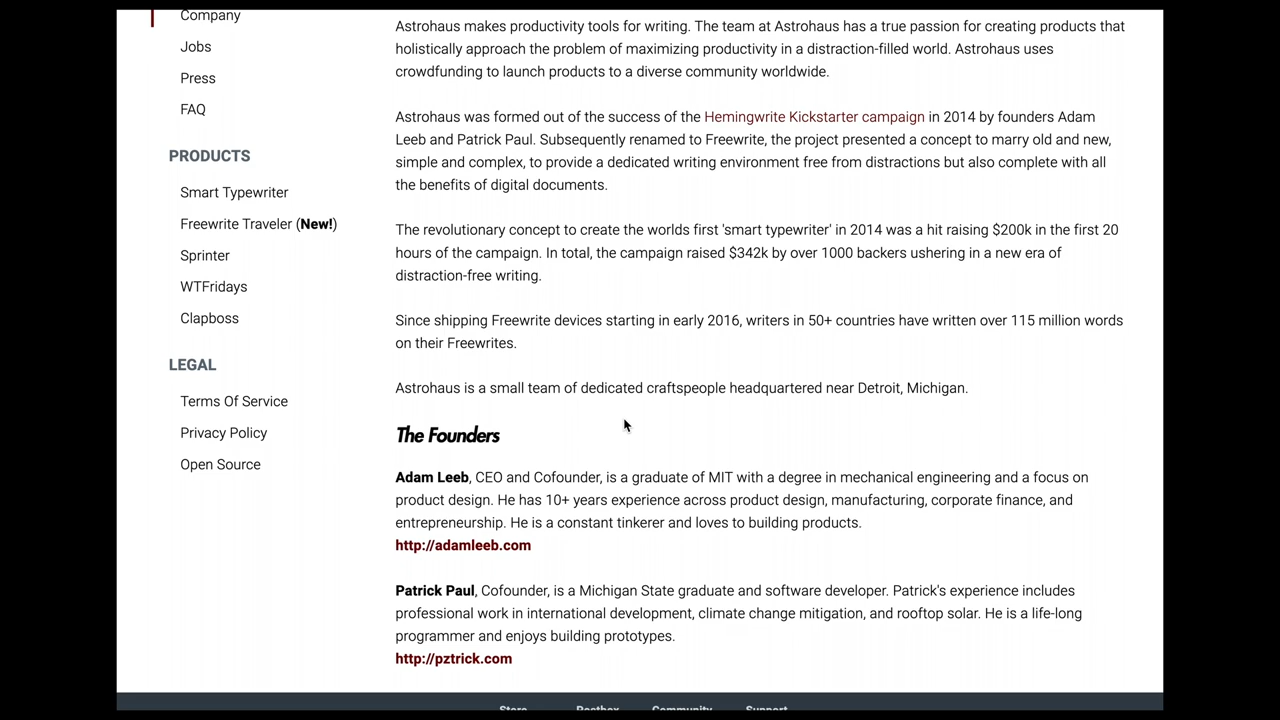 Company
Jobs
Press
FAQ
PRODUCTS
Smart Typewriter
Freewrite Traveler (New!)
Sprinter
WTFridays
Clapboss
LEGAL
Terms Of Service
Privacy Policy
Open Source
Astrohaus makes productivity tools for writing. The team at Astrohaus has a true passion for creating products that
holistically approach the problem of maximizing productivity in a distraction-filled world. Astrohaus uses
crowdfunding to launch products to a diverse community worldwide.
Astrohaus was formed out of the success of the Hemingwrite Kickstarter campaign in 2014 by founders Adam
Leeb and Patrick Paul. Subsequently renamed to Freewrite, the project presented a concept to marry old and new,
simple and complex, to provide a dedicated writing environment free from distractions but also complete with all
the benefits of digital documents.
The revolutionary concept to create the worlds first 'smart typewriter' in 2014 was a hit raising $200k in the first 20
hours of the campaign. In total, the campaign raised $342k by over 1000 backers ushering in a new era of
distraction-free writing.
Since shipping Freewrite devices starting in early 2016, writers in 50+ countries have written over 115 million words
on their Freewrites.
Astrohaus is a small team of dedicated craftspeople headquartered near Detroit, Michigan.
The Founders
Adam Leeb, CEO and Cofounder, is a graduate of MIT with a degree in mechanical engineering and a focus on
product design. He has 10+ years experience across product design, manufacturing, corporate finance, and
entrepreneurship. He is a constant tinkerer and loves to building products.
http://adamleeb.com
Patrick Paul, Cofounder, is a Michigan State graduate and software developer. Patrick's experience includes
professional work in international development, climate change mitigation, and rooftop solar. He is a life-long
programmer and enjoys building prototypes.
http://pztrick.com
Store Postbox Community Support